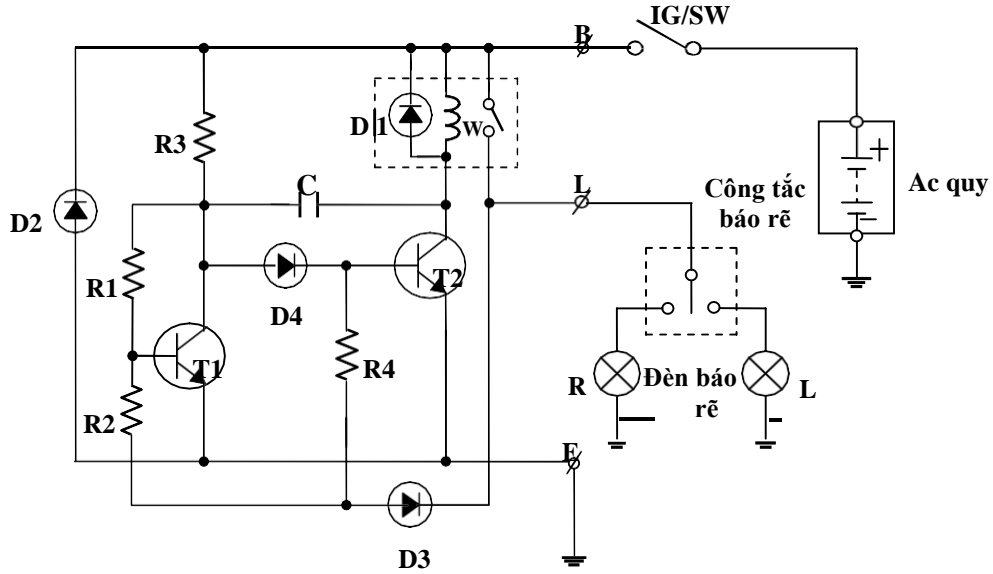 IG/SW
B
D 1
W
R3
C
L
Công tắc
báo rẽ
Ac quy
D2
R1
D4
T2
T1
R4
R2
R
Đèn báo
rẽ
L
E
D3